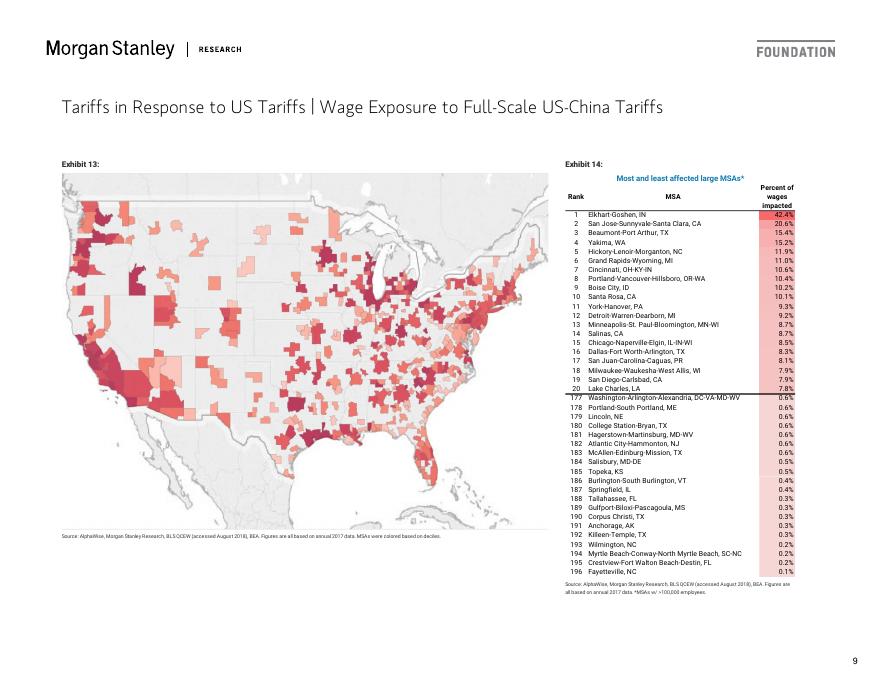 Morgan Stanley | RESEARCH
FOUNDATION
Tariffs in Response to US Tariffs | Wage Exposure to Full-Scale US-China Tariffs
Exhibit 13:
Source: AlphaWise, Morgan Stanley Research, BLS QCEW (accessed August 2018), BEA. Figures are all based on annual 2017 data. MSAs were colored based on deciles.
Exhibit 14:
Most and least affected large MSAs*
Rank MSA Percent of wages impacted
1 Elkhart-Goshen, IN 42.4%
2 San Jose-Sunnyvale-Santa Clara, CA 20.6%
3 Beaumont-Port Arthur, TX 15.4%
4 Yakima, WA 15.2%
5 Hickory-Lenoir-Morganton, NC 11.9%
6 Grand Rapids-Wyoming, MI 11.0%
7 Cincinnati, OH-KY-IN 10.6%
8 Portland-Vancouver-Hillsboro, OR-WA 10.4%
9 Boise City, ID 10.2%
10 Santa Rosa, CA 10.1%
11 York-Hanover, PA 9.3%
12 Detroit-Warren-Dearborn, MI 9.2%
13 Minneapolis-St. Paul-Bloomington, MN-WI 8.7%
14 Salinas, CA 8.7%
15 Chicago-Naperville-Elgin, IL-IN-WI 8.5%
16 Dallas-Fort Worth-Arlington, TX 8.3%
17 San Juan-Carolina-Caguas, PR 8.1%
18 Milwaukee-Waukesha-West Allis, WI 7.9%
19 San Diego-Carlsbad, CA 7.9%
20 Lake Charles, LA 7.8%
177 Washington-Arlington-Alexandria, DC-VA-MD-WV 0.6%
178 Portland-South Portland, ME 0.6%
179 Lincoln, NE 0.6%
180 College Station-Bryan, TX 0.6%
181 Hagerstown-Martinsburg, MD-WV 0.6%
182 Atlantic City-Hammonton, NJ 0.6%
183 McAllen-Edinburg-Mission, TX 0.6%
184 Salisbury, MD-DE 0.5%
185 Topeka, KS 0.5%
186 Burlington-South Burlington, VT 0.4%
187 Springfield, IL 0.4%
188 Tallahassee, FL 0.3%
189 Gulfport-Biloxi-Pascagoula, MS 0.3%
190 Corpus Christi, TX 0.3%
191 Anchorage, AK 0.3%
192 Killeen-Temple, TX 0.3%
193 Wilmington, NC 0.2%
194 Myrtle Beach-Conway-North Myrtle Beach, SC-NC 0.2%
195 Crestview-Fort Walton Beach-Destin, FL 0.2%
196 Fayetteville, NC 0.1%
Source: AlphaWise, Morgan Stanley Research, BLS QCEW (accessed August 2018), BEA. Figures are
all based on annual 2017 data. *MSAs w/ >100,000 employees.
9